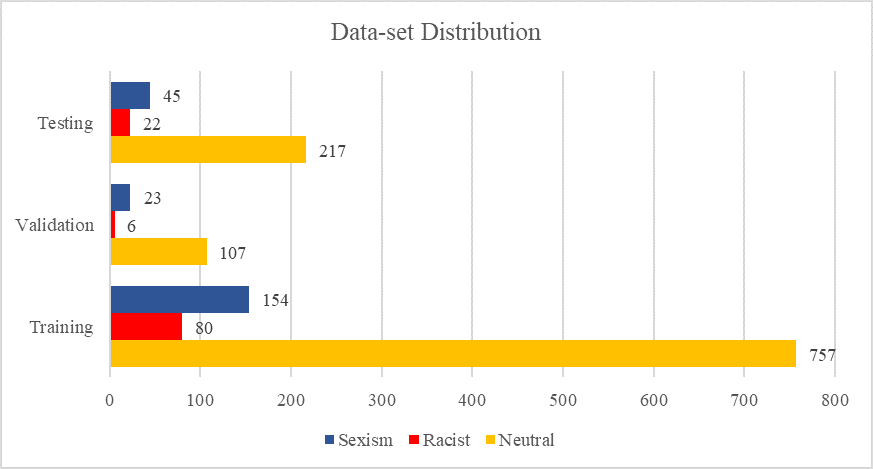 Data-set Distribution
Testing
45
22
217
Validation
23
6
107
Training
154
80
757
0 100 200 300 400 500 600 700 800
Sexism Racist Neutral